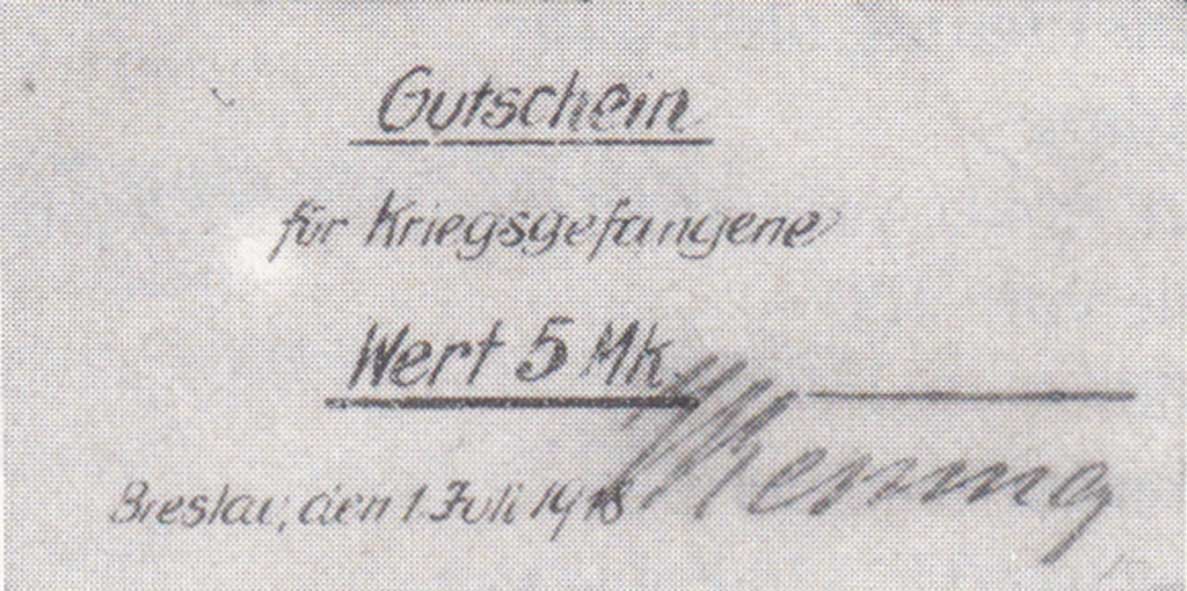 Gutschein
für Kriegsgefangene
Wert 5 Mk
Breslau, den 1. Juli 1918